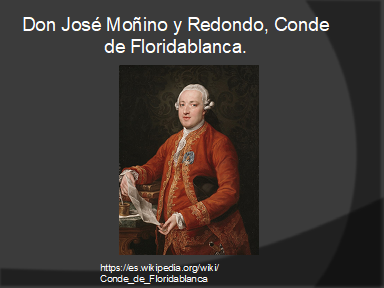 Don José Moñino y Redondo, Conde
de Floridablanca.
https://es.wikipedia.org/wiki/
Conde_de_Floridablanca